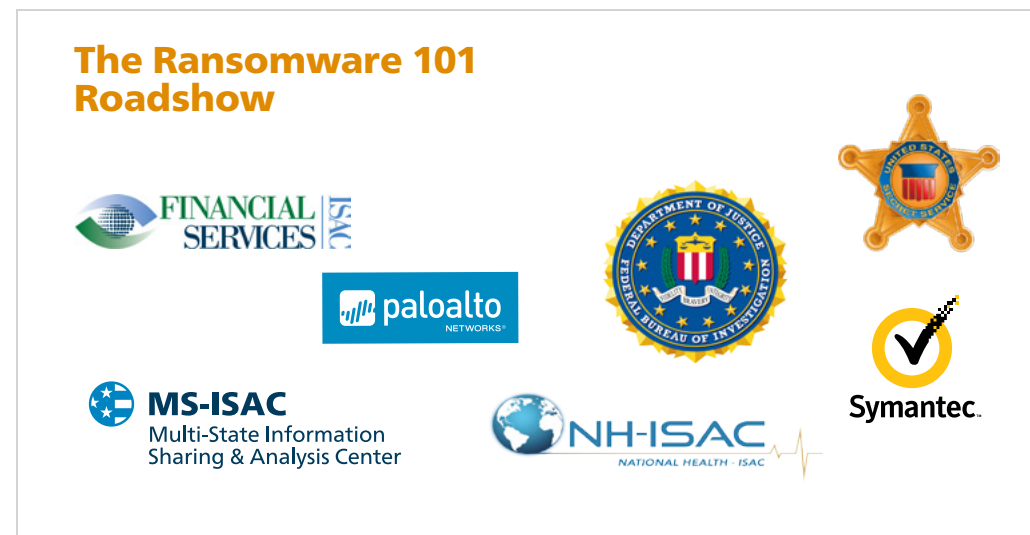 The Ransomware 101
Roadshow
FINANCIAL
SERVICES
ISAC
paloalto
NETWORKS®
DEPARTMENT OF JUSTICE
FEDERAL BUREAU OF INVESTIGATION
FIDELITY BRAVERY INTEGRITY
UNITED STATES
SECRET SERVICE
Symantec™
MS-ISAC
Multi-State Information
Sharing & Analysis Center
NH-ISAC
NATIONAL HEALTH - ISAC